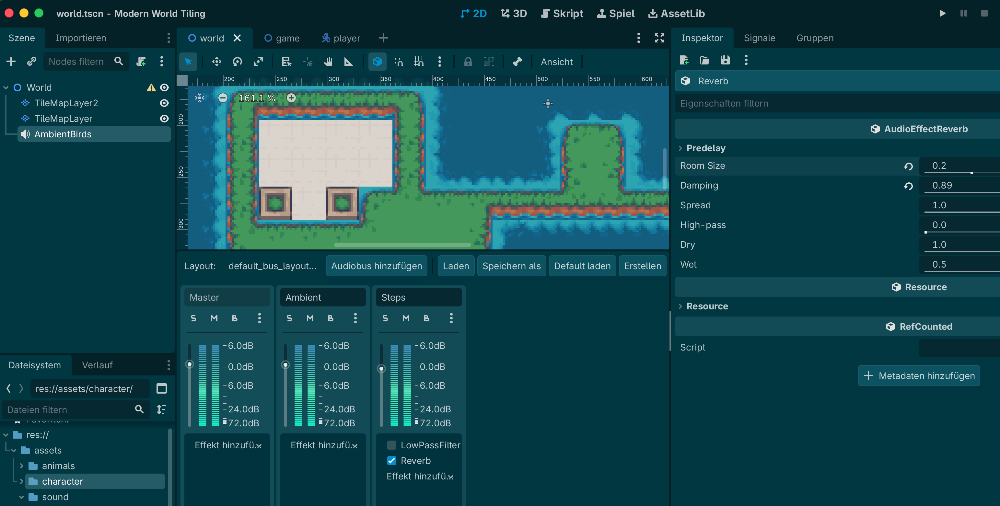 world.tscn - Modern World Tiling
2D 3D Skript Spiel AssetLib
Szene Importieren
world game player
Inspektor Signale Gruppen
Nodes filtern
Ansicht
World
TileMapLayer2
TileMapLayer
AmbientBirds
200 250 300 350 400 450 500 550 600
161.1 %
200
250
300
Reverb
Eigenschaften filtern
AudioEffectReverb
Predelay
Room Size 0.2
Damping 0.89
Spread 1.0
High-pass 0.0
Dry 1.0
Wet 0.5
Resource
Resource
RefCounted
Script
Metadaten hinzufügen
Layout: default_bus_layout... Audiobus hinzufügen Laden Speichern als Default laden Erstellen
Master Ambient Steps
S M B S M B S M B
-6.0dB -6.0dB -6.0dB
-0.0dB -0.0dB -0.0dB
-6.0dB -6.0dB -6.0dB
-24.0dB -24.0dB -24.0dB
72.0dB 72.0dB 72.0dB
Effekt hinzufü... Effekt hinzufü... LowPassFilter
Reverb
Effekt hinzufü...
Dateisystem Verlauf
res://assets/character/
Dateien filtern
res://
assets
animals
character
sound